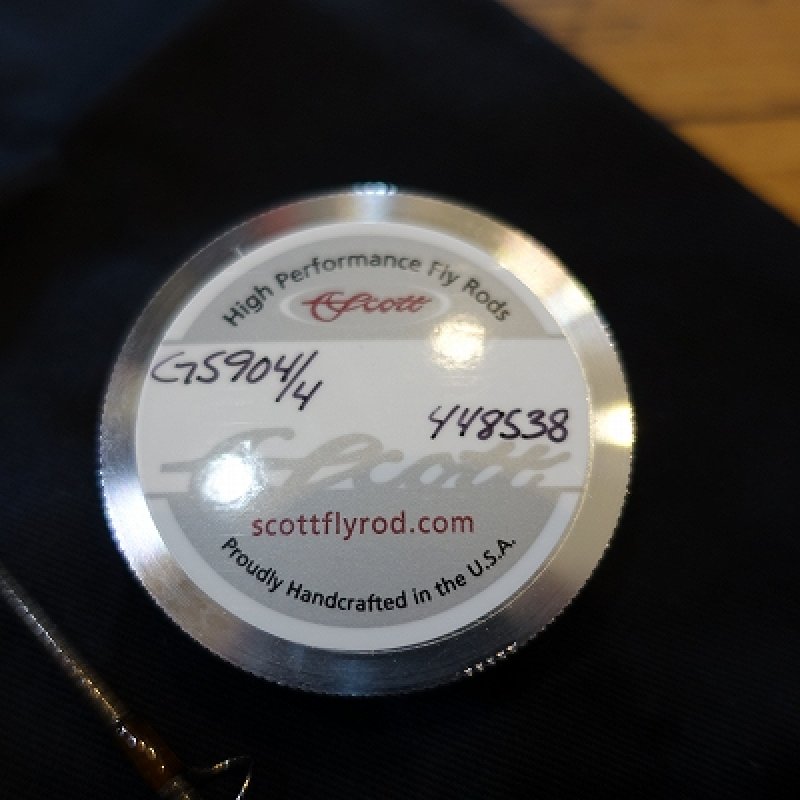 High Performance Fly Rods
Scott
GS904/4
448538
Scott
scottflyrod.com
Proudly Handcrafted in the U.S.A.